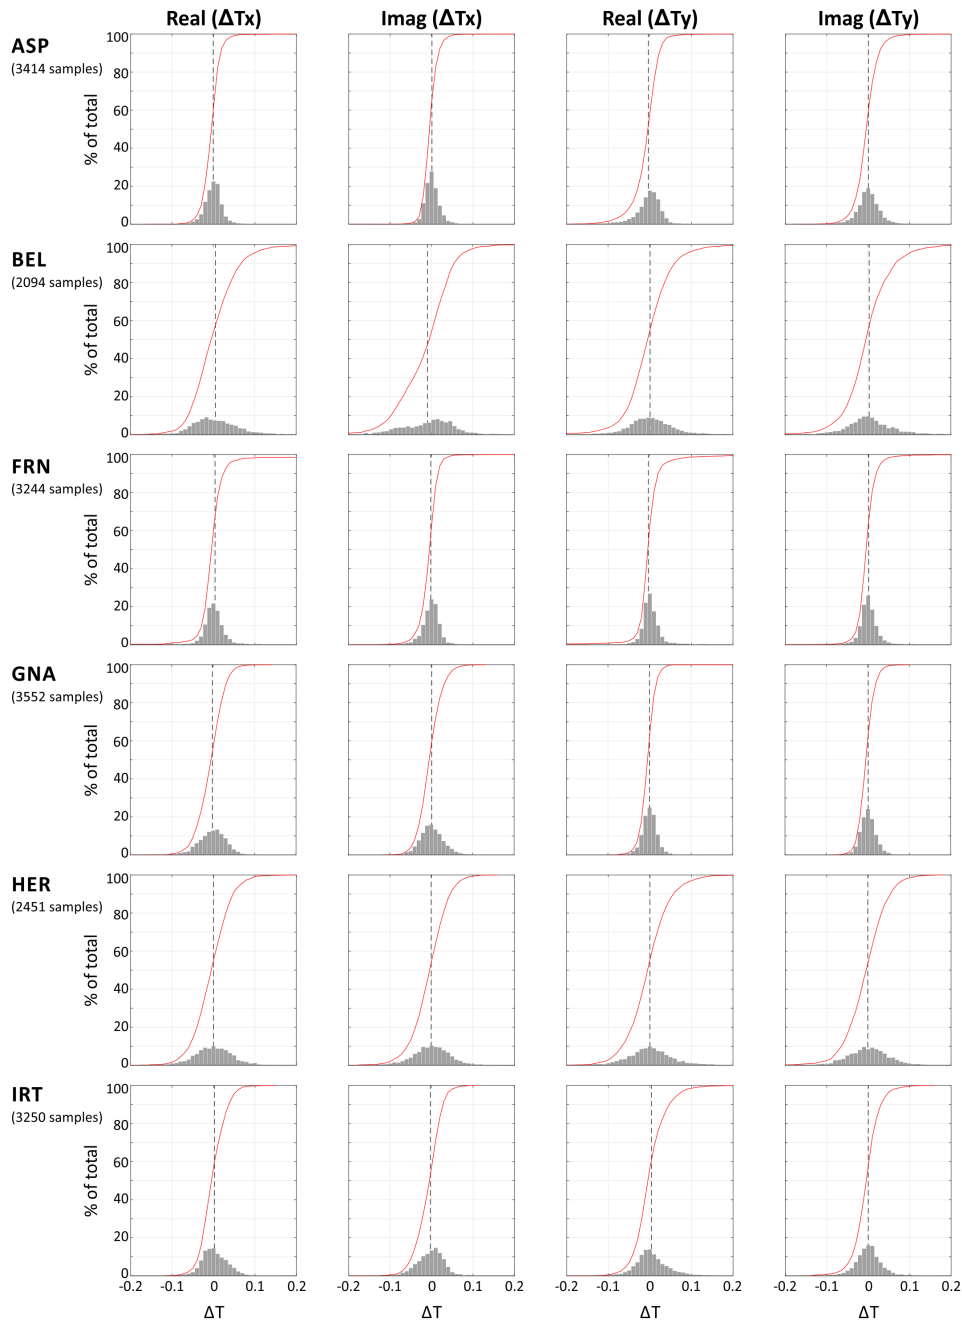 Real (ΔTx) Imag (ΔTx) Real (ΔTy) Imag (ΔTy)
ASP
(3414 samples)
% of total
100
80
60
40
20
0
BEL
(2094 samples)
% of total
100
80
60
40
20
0
FRN
(3244 samples)
% of total
100
80
60
40
20
0
GNA
(3552 samples)
% of total
100
80
60
40
20
0
HER
(2451 samples)
% of total
100
80
60
40
20
0
IRT
(3250 samples)
% of total
100
80
60
40
20
0
-0.2 -0.1 0 0.1 -0.2 -0.1 0 0.1 0.2 -0.1 0 0.1 0.2 -0.2 -0.1 0 0.1 0.2
ΔT ΔT ΔT ΔT